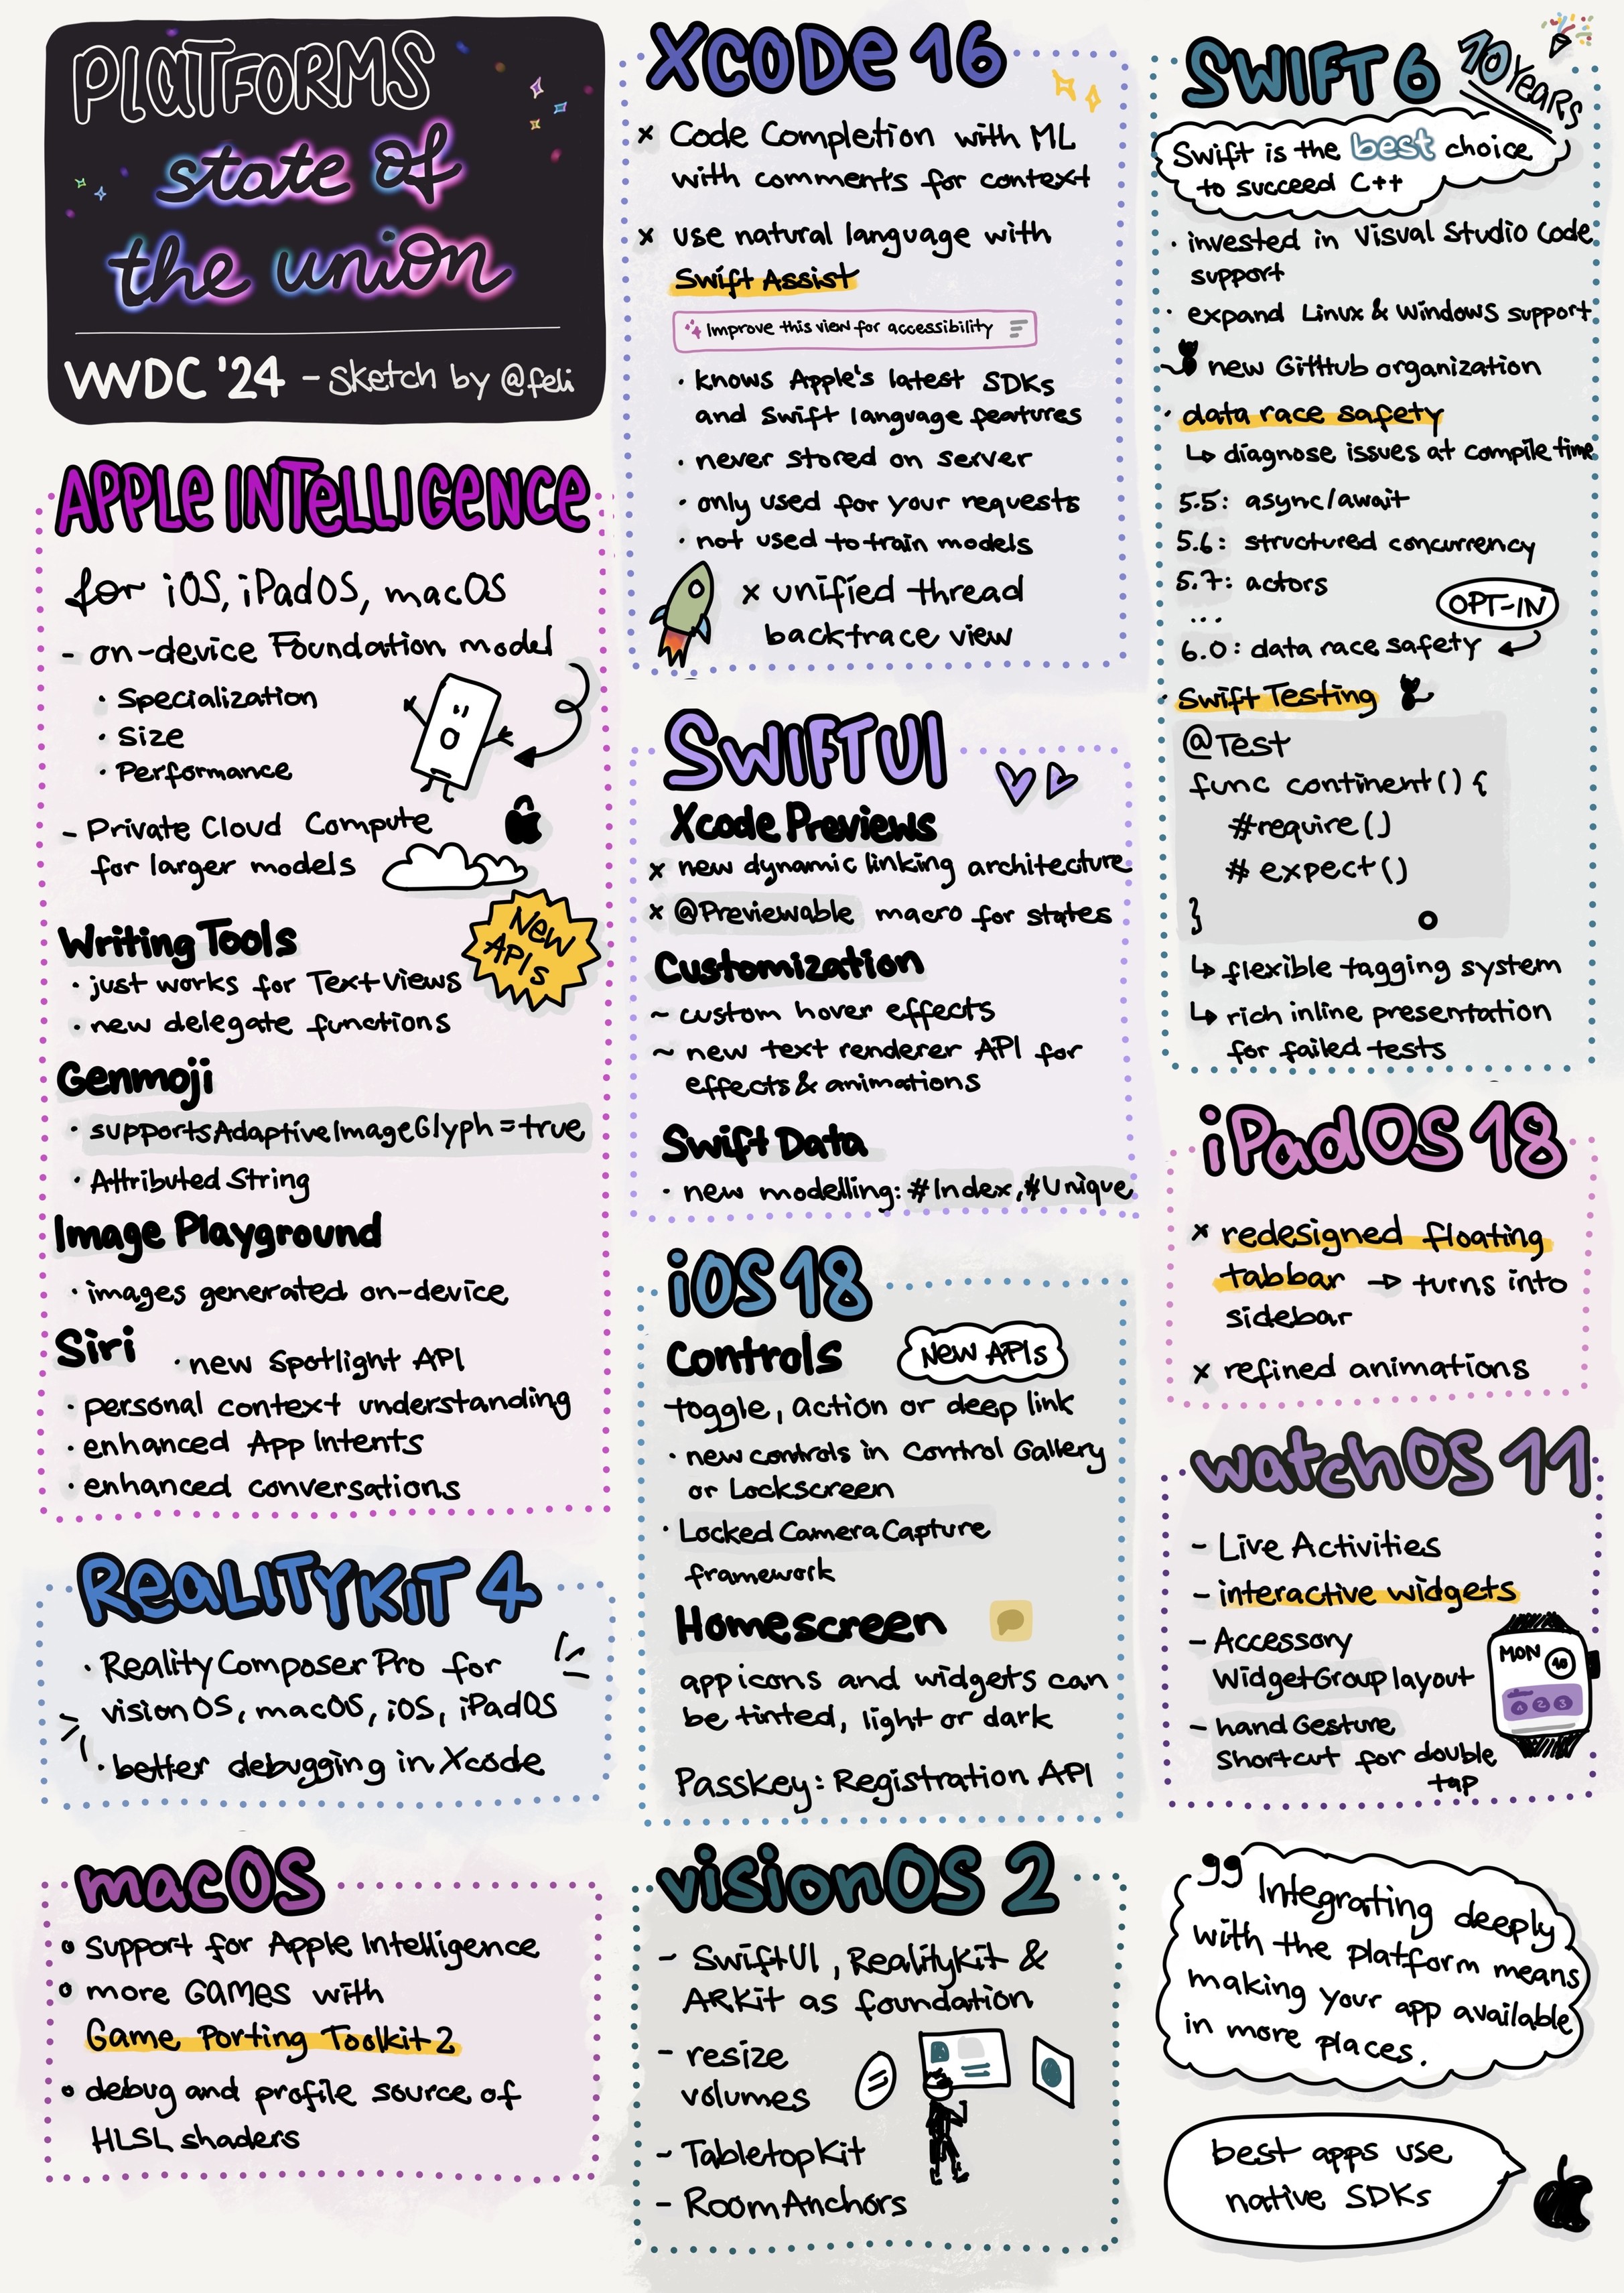 PLATFORMS
state of
the union
WWDC '24 - sketch by @feli
APPLE INTELLIGENCE
for iOS, iPadOS, macOS
- on-device Foundation model
· Specialization
· Size
· Performance
- Private Cloud Compute
for larger models
NEW
APIs
Writing Tools
· just works for TextViews
· new delegate functions
Genmoji
· supportsAdaptiveImageGlyph = true
· Attributed String
Image Playground
· images generated on-device
Siri · new Spotlight API
· personal context understanding
· enhanced App Intents
· enhanced conversations
REALITYKIT 4
· Reality Composer Pro for
visionOS, macOS, iOS, iPadOS
· better debugging in Xcode
macOS
• support for Apple Intelligence
• more GAMES with
Game Porting Toolkit 2
• debug and profile source of
HLSL shaders
XCODE 16
x Code Completion with ML
with comments for context
x use natural language with
Swift Assist
Improve this view for accessibility
· knows Apple's latest SDKs
and Swift language features
· never stored on server
· only used for your requests
· not used to train models
x unified thread
backtrace view
SWIFTUI
Xcode Previews
x new dynamic linking architecture
x @Previewable macro for states
Customization
~ custom hover effects
~ new text renderer API for
effects & animations
Swift Data
· new modelling: #Index, #Unique
iOS 18
Controls
NEW APIs
toggle, action or deep link
· new controls in Control Gallery
or Lockscreen
· Locked Camera Capture
framework
Homescreen
app icons and widgets can
be tinted, light or dark
Passkey: Registration API
visionOS 2
- SwiftUI, RealityKit &
ARKit as foundation
- resize
volumes
- TabletopKit
- Room Anchors
SWIFT 6
10 YEARS
Swift is the best choice
to succeed C++
· invested in Visual Studio Code
support
· expand Linux & Windows support
new GitHub organization
· data race safety
↳ diagnose issues at compile time
5.5: async/await
5.6: structured concurrency
5.7: actors
...
OPT-IN
6.0: data race safety
· Swift Testing
@Test
func continent() {
#require()
#expect()
}
↳ flexible tagging system
↳ rich inline presentation
for failed tests
iPadOS 18
x redesigned floating
tabbar → turns into
sidebar
x refined animations
watchOS 11
- Live Activities
- interactive widgets
- Accessory
WidgetGroup layout
- hand Gesture
Shortcut for double
tap
MON 10
1 2 3
" Integrating deeply
with the platform means
making your app available
in more places.
best apps use
native SDKs